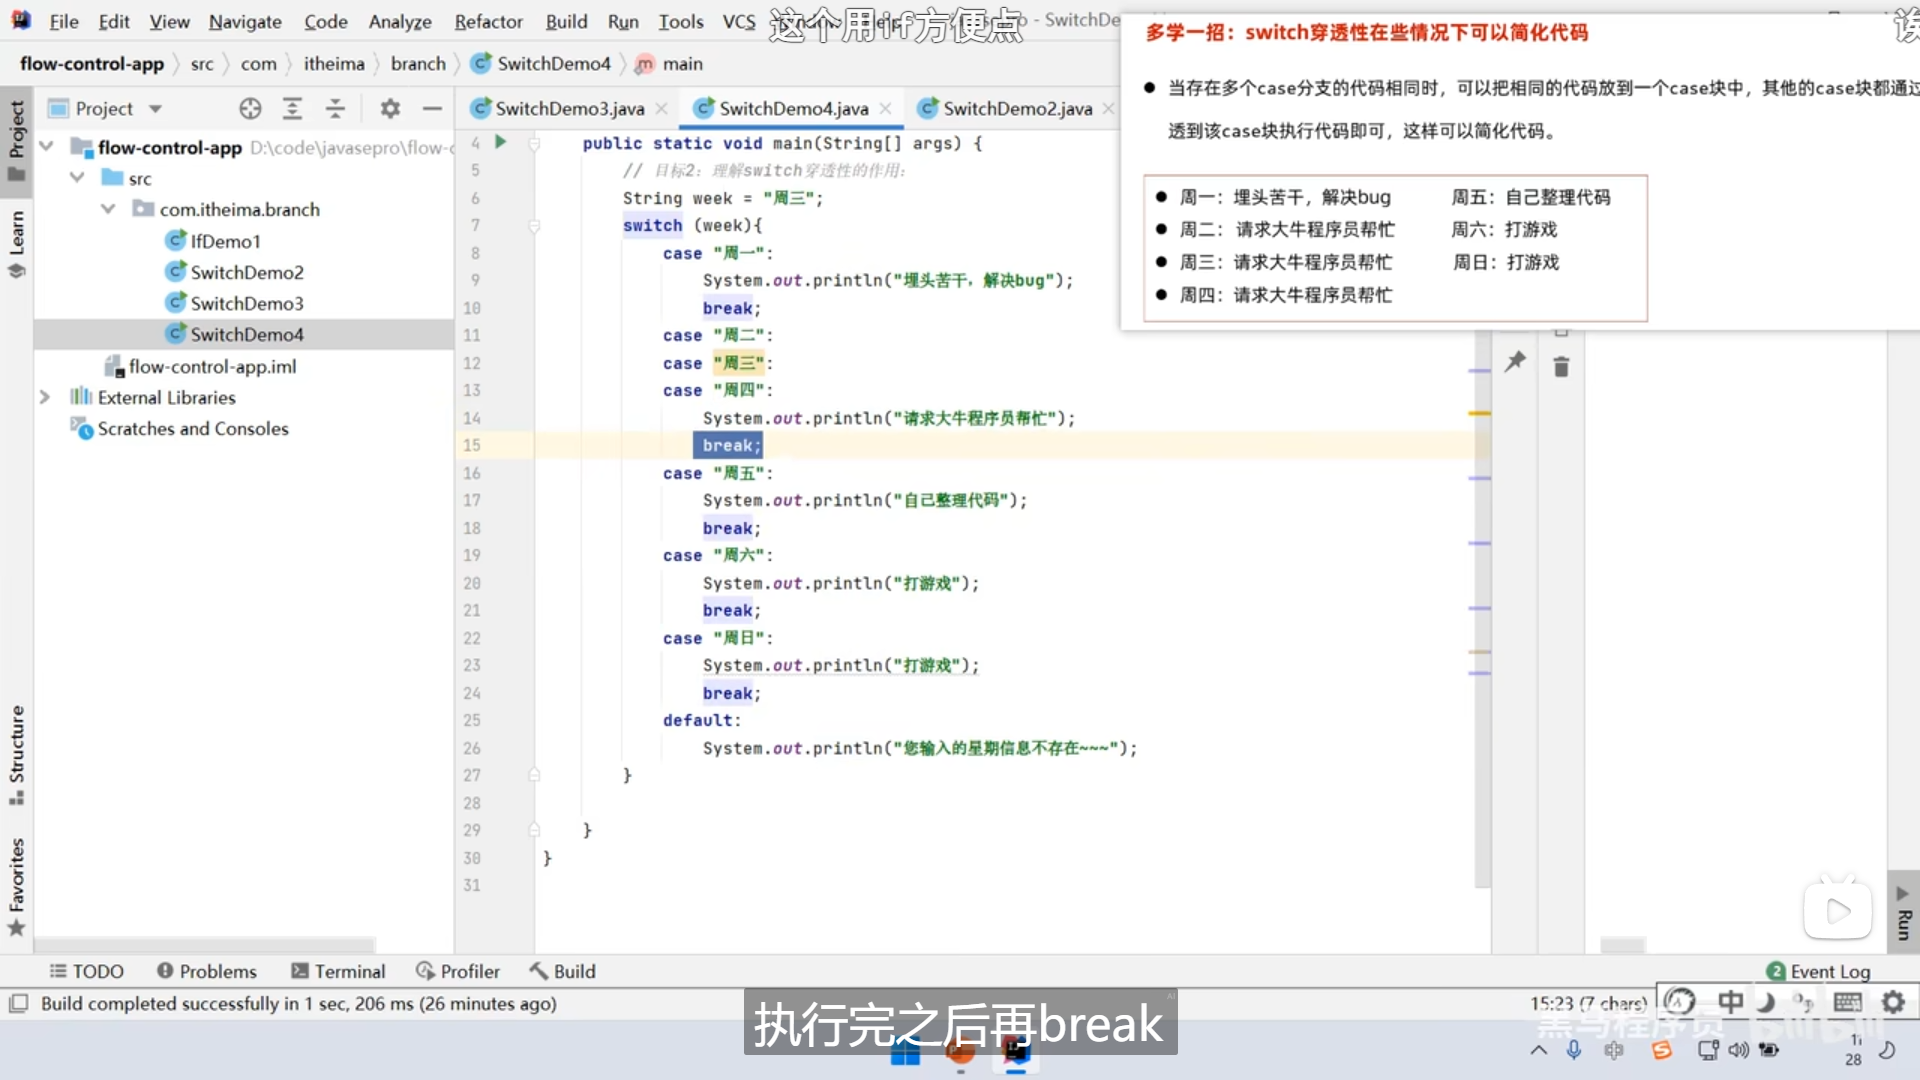 File Edit View Navigate Code Analyze Refactor Build Run Tools VCS
这个用if方便点
flow-control-app src com itheima branch SwitchDemo4 main
Project
SwitchDemo3.java SwitchDemo4.java SwitchDemo2.java
flow-control-app D:\code\javasepro\flow-c
src
com.itheima.branch
IfDemo1
SwitchDemo2
SwitchDemo3
SwitchDemo4
flow-control-app.iml
External Libraries
Scratches and Consoles
Project
Learn
Structure
Favorites
4 public static void main(String[] args) {
5 // 目标2: 理解switch穿透性的作用:
6 String week = "周三";
7 switch (week){
8 case "周一":
9 System.out.println("埋头苦干，解决bug");
10 break;
11 case "周二":
12 case "周三":
13 case "周四":
14 System.out.println("请求大牛程序员帮忙");
15 break;
16 case "周五":
17 System.out.println("自己整理代码");
18 break;
19 case "周六":
20 System.out.println("打游戏");
21 break;
22 case "周日":
23 System.out.println("打游戏");
24 break;
25 default:
26 System.out.println("您输入的星期信息不存在~~~");
27 }
28
29 }
30 }
31
多学一招：switch穿透性在些情况下可以简化代码
● 当存在多个case分支的代码相同时，可以把相同的代码放到一个case块中，其他的case块都通过
透到该case块执行代码即可，这样可以简化代码。
● 周一：埋头苦干，解决bug 周五：自己整理代码
● 周二：请求大牛程序员帮忙 周六：打游戏
● 周三：请求大牛程序员帮忙 周日：打游戏
● 周四：请求大牛程序员帮忙
Run
TODO Problems Terminal Profiler Build 2 Event Log
Build completed successfully in 1 sec, 206 ms (26 minutes ago) 15:23 (7 chars)
中
执行完之后再break
黑马程序员 bilibili
28